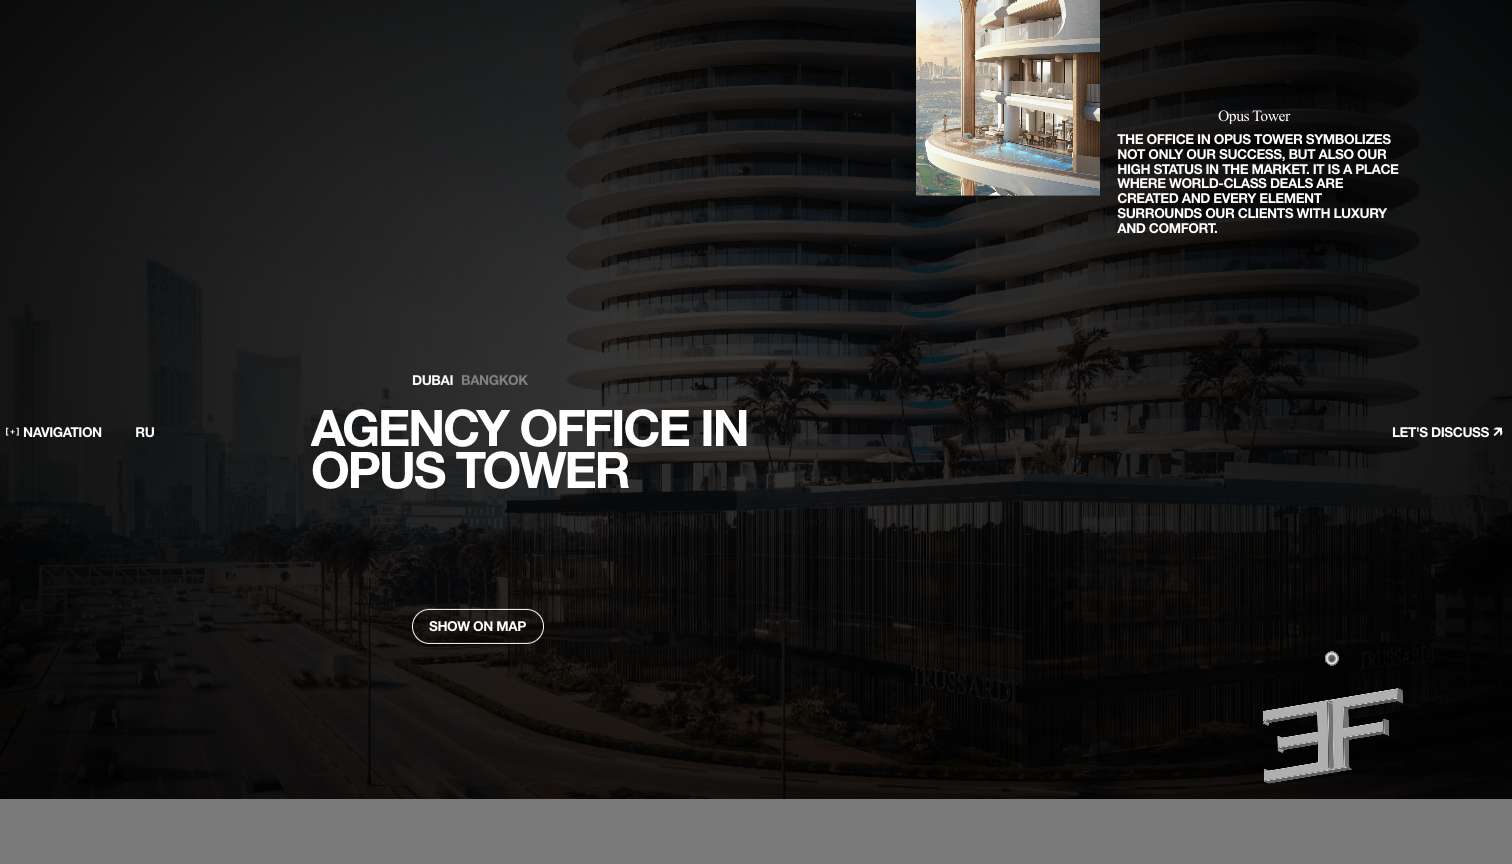 Opus Tower
THE OFFICE IN OPUS TOWER SYMBOLIZES
NOT ONLY OUR SUCCESS, BUT ALSO OUR
HIGH STATUS IN THE MARKET. IT IS A PLACE
WHERE WORLD-CLASS DEALS ARE
CREATED AND EVERY ELEMENT
SURROUNDS OUR CLIENTS WITH LUXURY
AND COMFORT.
DUBAI BANGKOK
AGENCY OFFICE IN
OPUS TOWER
[+] NAVIGATION RU
LET'S DISCUSS ↗
SHOW ON MAP
TRUSSARDI
TRUSSARDI